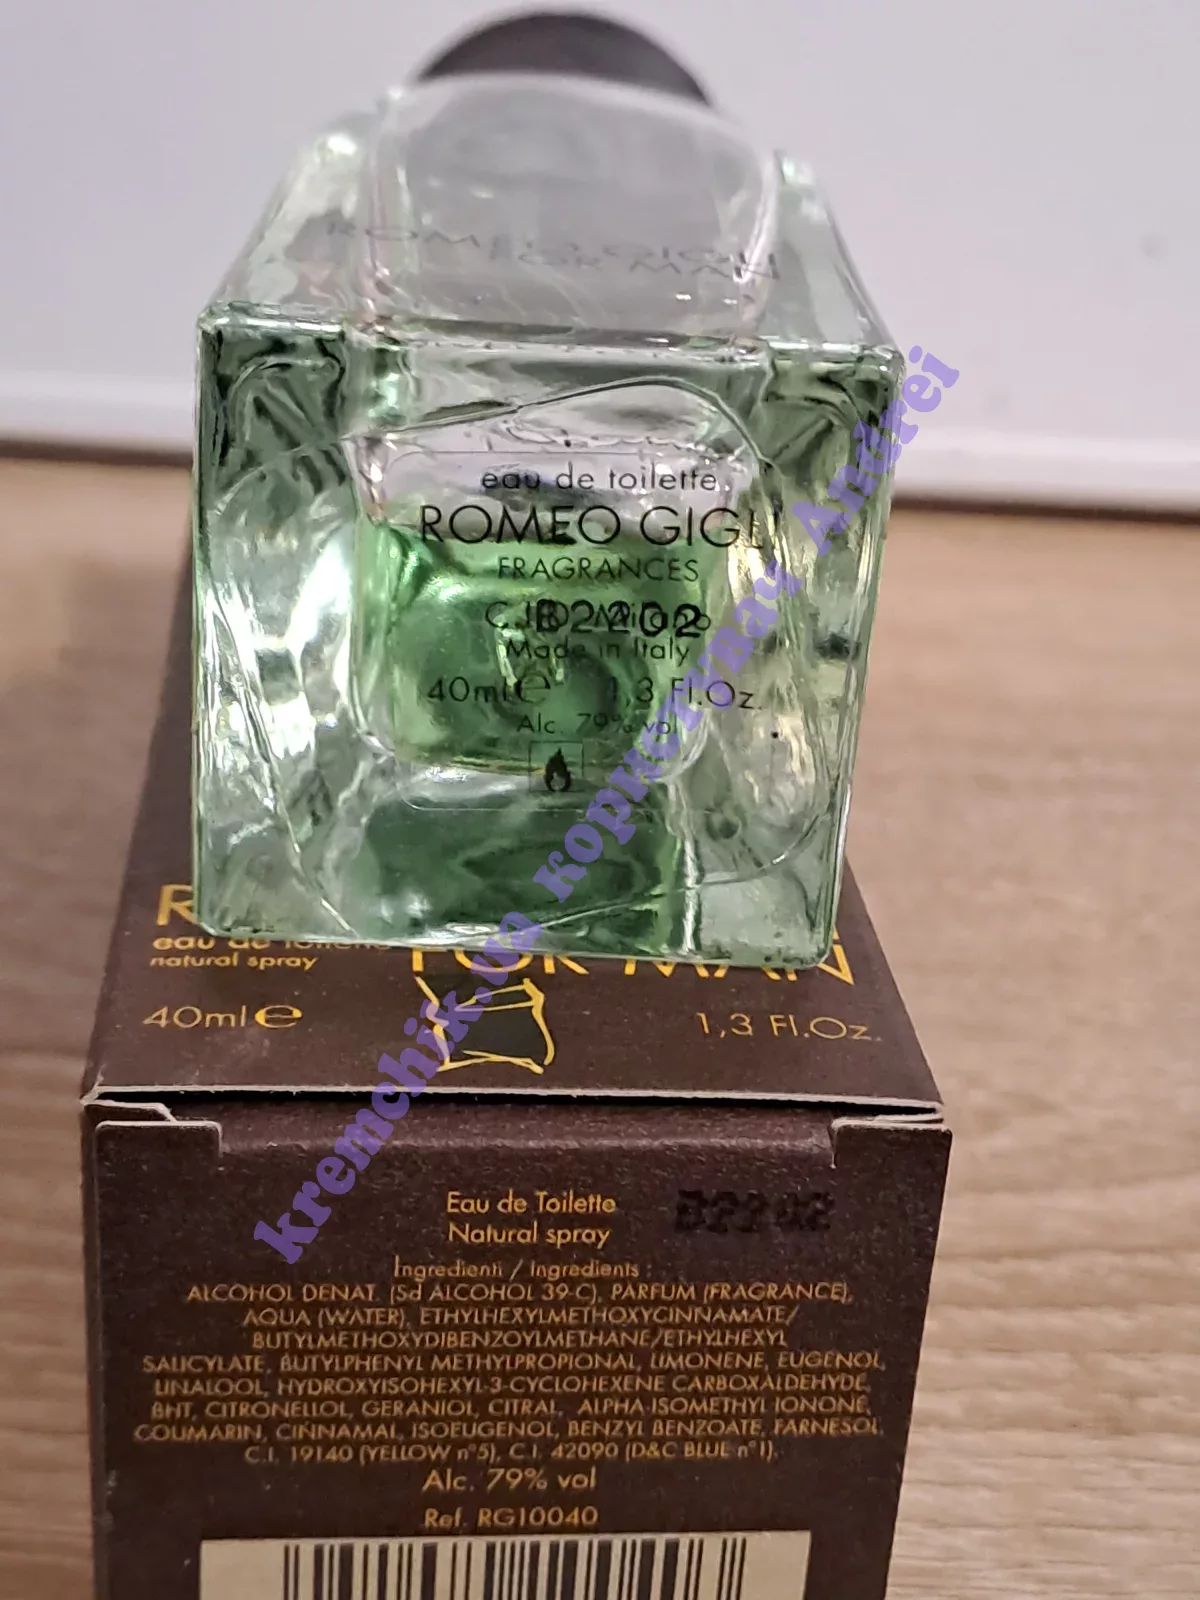 ROMEO GIGLI
FOR MAN
eau de toilette
ROMEO GIGL
FRAGRANCES
B2202
Made in Italy
40ml e 1,3 Fl.Oz.
Alc. 79% vol
eau de toilette
natural spray
FOR MAN
40ml e 1,3 Fl.Oz.
Eau de Toilette
Natural spray
B2202
Ingredienti / Ingredients :
ALCOHOL DENAT. (Sd ALCOHOL 39-C), PARFUM (FRAGRANCE),
AQUA (WATER), ETHYLHEXYLMETHOXYCINNAMATE/
BUTYLMETHOXYDIBENZOYLMETHANE/ETHYLHEXYL
SALICYLATE, BUTYLPHENYL METHYLPROPIONAL, LIMONENE, EUGENOL,
LINALOOL, HYDROXYISOHEXYL-3-CYCLOHEXENE CARBOXALDEHYDE,
BHT, CITRONELLOL, GERANIOL, CITRAL, ALPHA-ISOMETHYL IONONE,
COUMARIN, CINNAMAL, ISOEUGENOL, BENZYL BENZOATE, FARNESOL,
C.I. 19140 (YELLOW n°5), C.I. 42090 (D&C BLUE n°1).
Alc. 79% vol
Ref. RG10040
kremchik.ua користувач Andrei